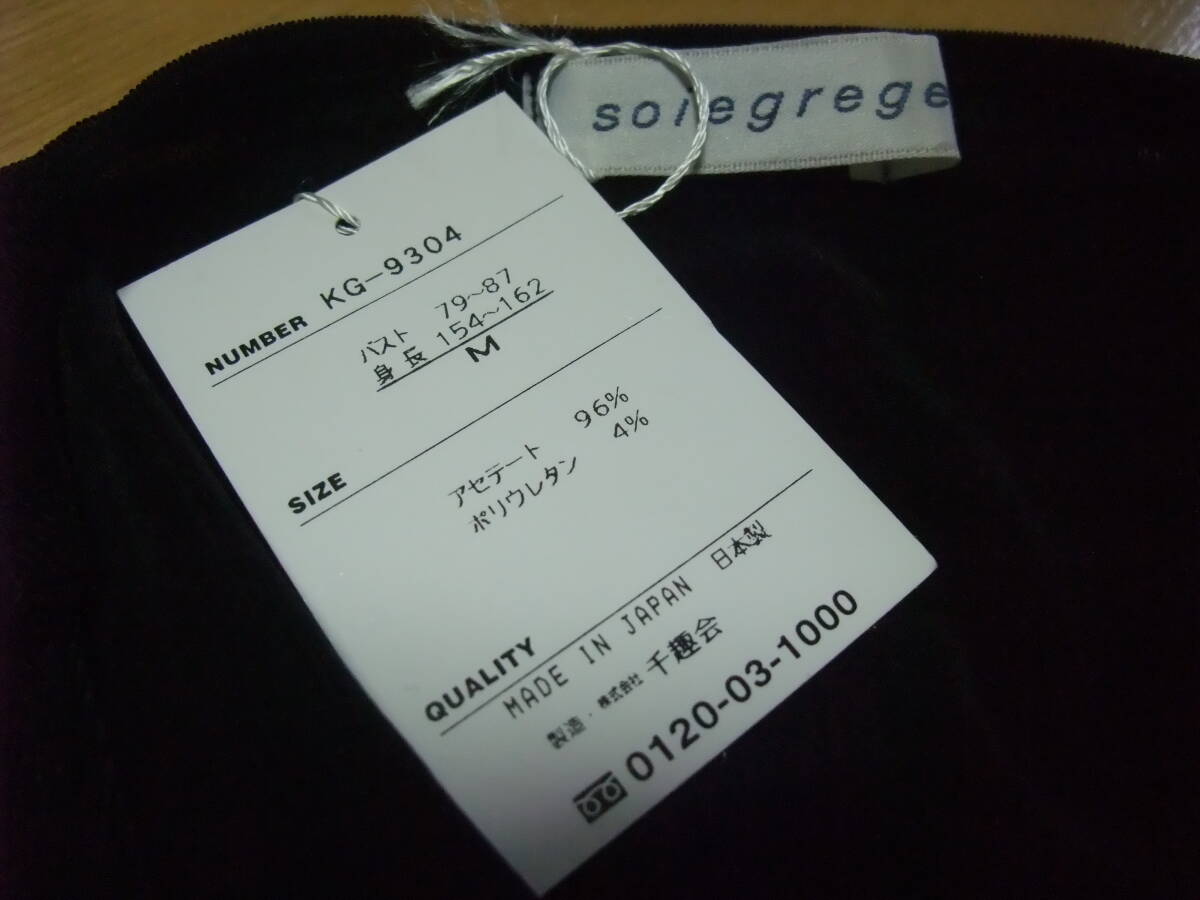 soiegrege
NUMBER KG-9304
バスト 79~87
身長 154~162
M
SIZE
アセテート 96%
ポリウレタン 4%
QUALITY
MADE IN JAPAN 日本製
製造・株式会社 千趣会
0120-03-1000